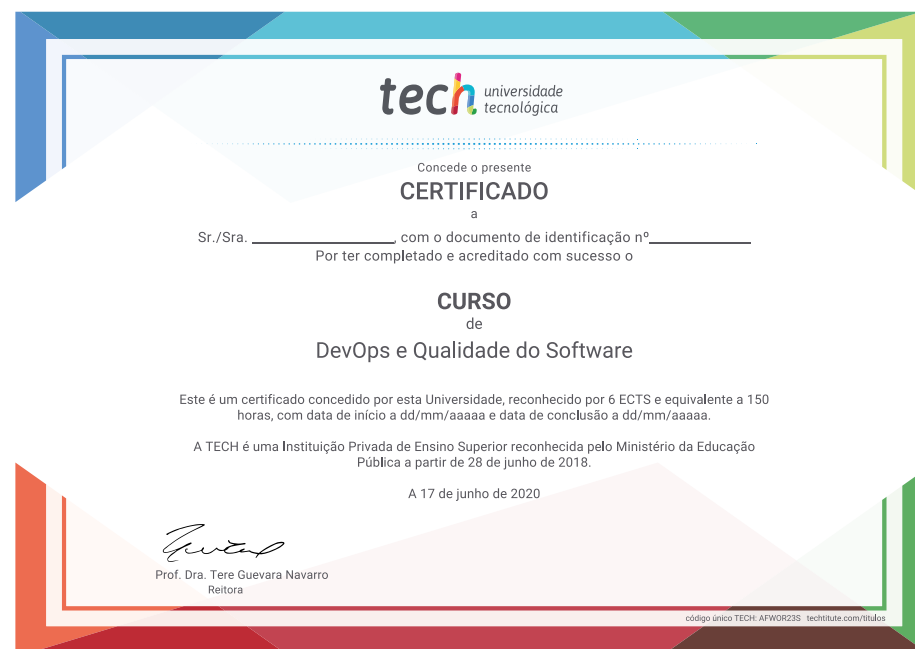 tech universidade
tecnológica
Concede o presente
CERTIFICADO
a
Sr./Sra. ____________________, com o documento de identificação nº______________
Por ter completado e acreditado com sucesso o
CURSO
de
DevOps e Qualidade do Software
Este é um certificado concedido por esta Universidade, reconhecido por 6 ECTS e equivalente a 150
horas, com data de início a dd/mm/aaaaa e data de conclusão a dd/mm/aaaaa.
A TECH é uma Instituição Privada de Ensino Superior reconhecida pelo Ministério da Educação
Pública a partir de 28 de junho de 2018.
A 17 de junho de 2020
Prof. Dra. Tere Guevara Navarro
Reitora
código único TECH: AFWOR23S techtitute.com/titulos